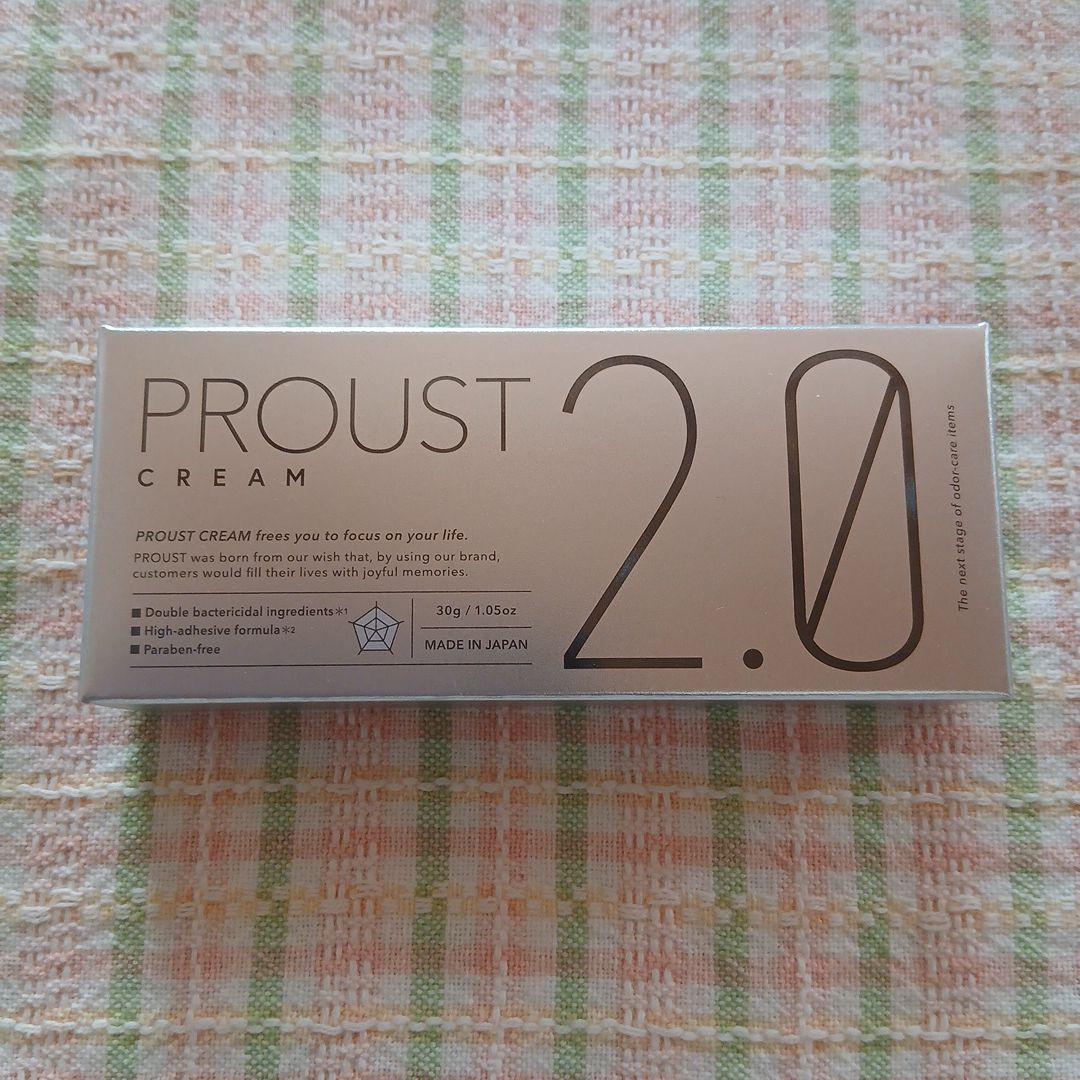 PROUST
CREAM
2.0
PROUST CREAM frees you to focus on your life.
PROUST was born from our wish that, by using our brand,
customers would fill their lives with joyful memories.
■ Double bactericidal ingredients＊1
■ High-adhesive formula＊2
■ Paraben-free
30g / 1.05oz
MADE IN JAPAN
The next stage of odor-care items